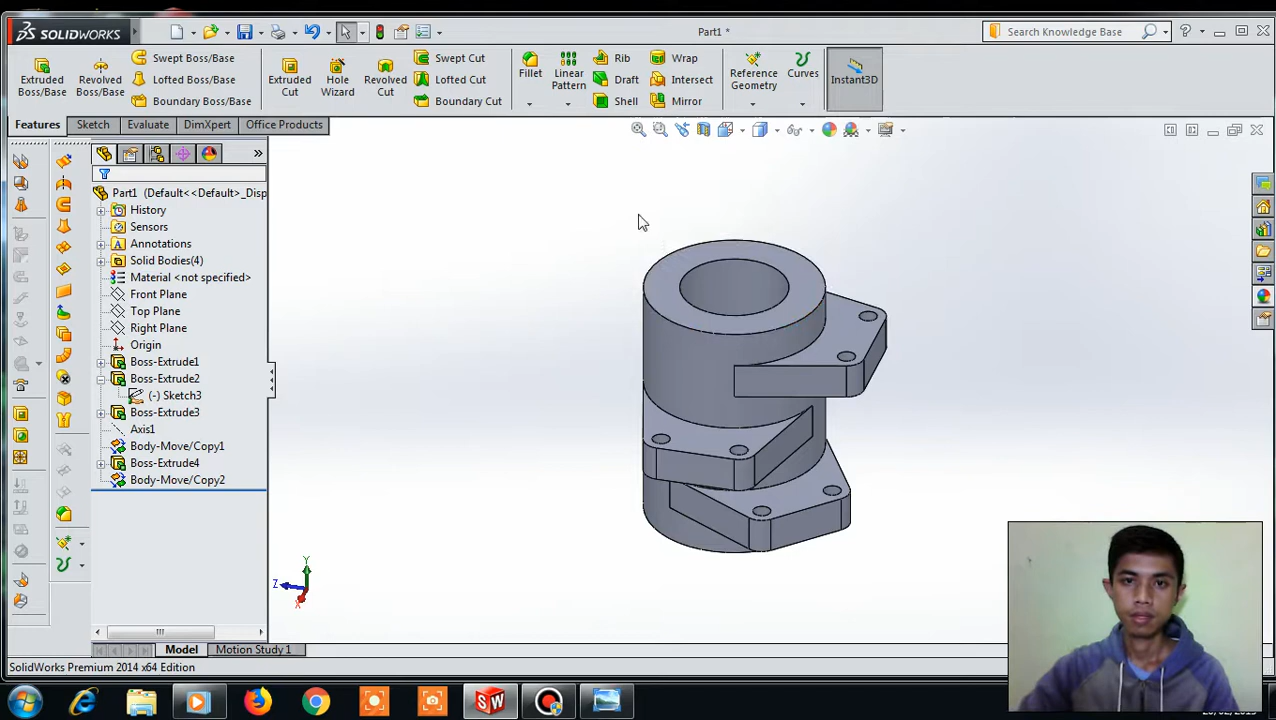 SOLIDWORKS
Part1 *
Search Knowledge Base
Extruded Boss/Base
Revolved Boss/Base
Swept Boss/Base
Lofted Boss/Base
Boundary Boss/Base
Extruded Cut
Hole Wizard
Revolved Cut
Swept Cut
Lofted Cut
Boundary Cut
Fillet
Linear Pattern
Rib
Draft
Shell
Wrap
Intersect
Mirror
Reference Geometry
Curves
Instant3D
Features Sketch Evaluate DimXpert Office Products
Part1 (Default<<Default>_Disp
History
Sensors
Annotations
Solid Bodies(4)
Material <not specified>
Front Plane
Top Plane
Right Plane
Origin
Boss-Extrude1
Boss-Extrude2
(-) Sketch3
Boss-Extrude3
Axis1
Body-Move/Copy1
Boss-Extrude4
Body-Move/Copy2
Y
Z
X
Model Motion Study 1
SolidWorks Premium 2014 x64 Edition
SW